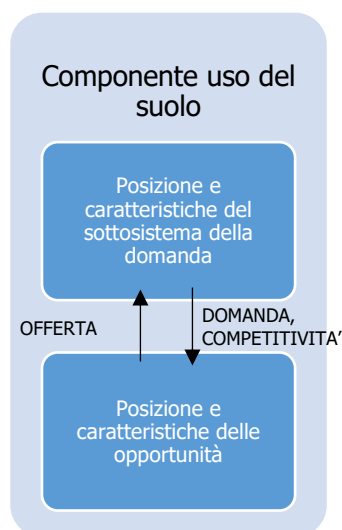 Componente uso del
suolo
Posizione e
caratteristiche del
sottosistema della
domanda
OFFERTA
DOMANDA,
COMPETITIVITA’
Posizione e
caratteristiche delle
opportunità